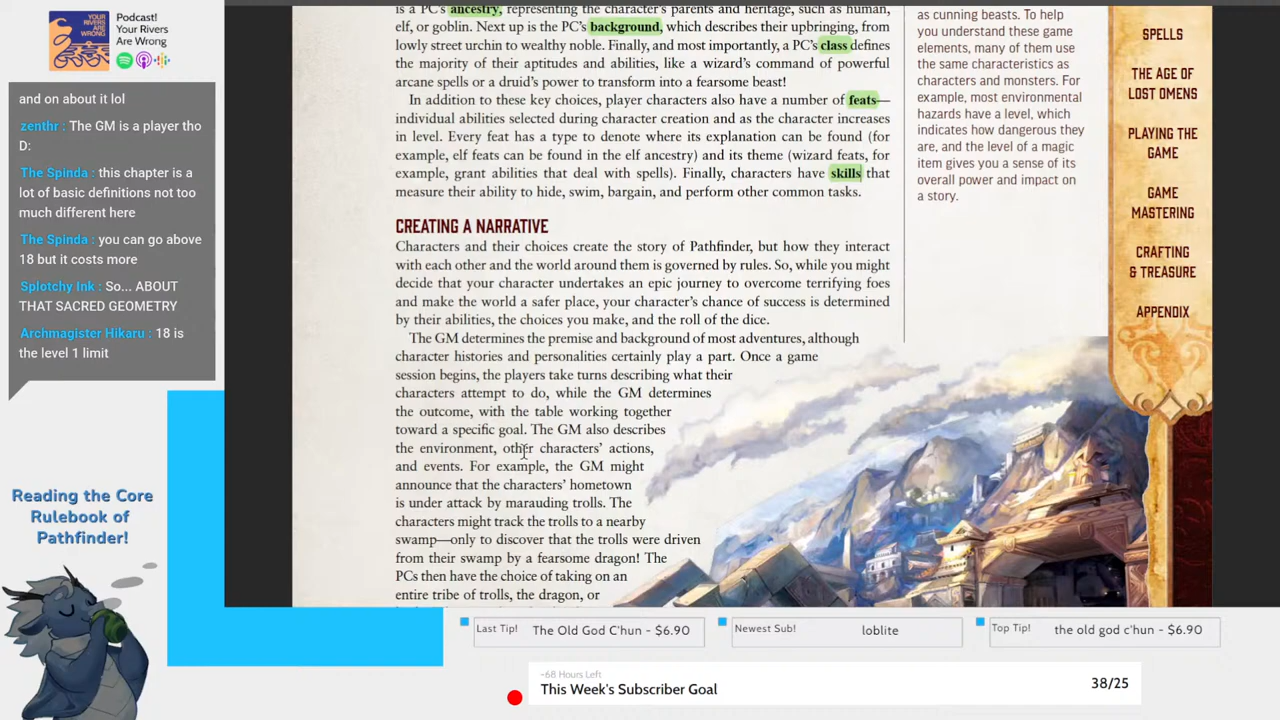 Podcast!
Your Rivers
Are Wrong
YOUR
RIVERS
ARE
WRONG
and on about it lol
zenthr : The GM is a player tho
D:
The Spinda : this chapter is
a lot of basic definitions not too
much different here
The Spinda : you can go above
18 but it costs more
Splotchy Ink : So... ABOUT
THAT SACRED GEOMETRY
Archmagister Hikaru : 18 is
the level 1 limit
Reading the Core
Rulebook of
Pathfinder!
is a PC's ancestry, representing the character's parents and heritage, such as human,
elf, or goblin. Next up is the PC's background, which describes their upbringing, from
lowly street urchin to wealthy noble. Finally, and most importantly, a PC's class defines
the majority of their aptitudes and abilities, like a wizard's command of powerful
arcane spells or a druid's power to transform into a fearsome beast!
In addition to these key choices, player characters also have a number of feats—
individual abilities selected during character creation and as the character increases
in level. Every feat has a type to denote where its explanation can be found (for
example, elf feats can be found in the elf ancestry) and its theme (wizard feats, for
example, grant abilities that deal with spells). Finally, characters have skills that
measure their ability to hide, swim, bargain, and perform other common tasks.
CREATING A NARRATIVE
Characters and their choices create the story of Pathfinder, but how they interact
with each other and the world around them is governed by rules. So, while you might
decide that your character undertakes an epic journey to overcome terrifying foes
and make the world a safer place, your character's chance of success is determined
by their abilities, the choices you make, and the roll of the dice.
The GM determines the premise and background of most adventures, although
character histories and personalities certainly play a part. Once a game
session begins, the players take turns describing what their
characters attempt to do, while the GM determines
the outcome, with the table working together
toward a specific goal. The GM also describes
the environment, other characters' actions,
and events. For example, the GM might
announce that the characters' hometown
is under attack by marauding trolls. The
characters might track the trolls to a nearby
swamp—only to discover that the trolls were driven
from their swamp by a fearsome dragon! The
PCs then have the choice of taking on an
entire tribe of trolls, the dragon, or
as cunning beasts. To help
you understand these game
elements, many of them use
the same characteristics as
characters and monsters. For
example, most environmental
hazards have a level, which
indicates how dangerous they
are, and the level of a magic
item gives you a sense of its
overall power and impact on
a story.
SPELLS
THE AGE OF
LOST OMENS
PLAYING THE
GAME
GAME
MASTERING
CRAFTING
& TREASURE
APPENDIX
Last Tip! The Old God C'hun - $6.90
Newest Sub! loblite
Top Tip! the old god c'hun - $6.90
-68 Hours Left
This Week's Subscriber Goal 38/25